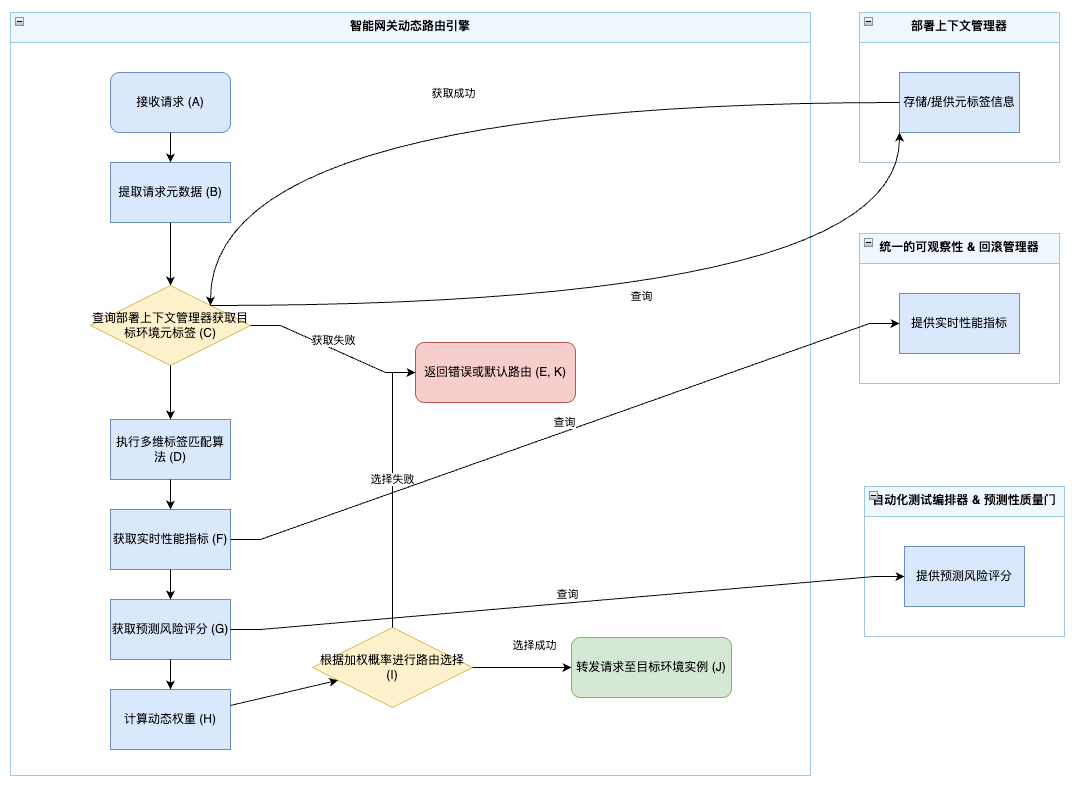 智能网关动态路由引擎
部署上下文管理器
接收请求 (A)
获取成功
存储/提供元标签信息
提取请求元数据 (B)
统一的可观察性 & 回滚管理器
查询
查询部署上下文管理器获取目
标环境元标签 (C)
获取失败
提供实时性能指标
返回错误或默认路由 (E, K)
查询
执行多维标签匹配算
法 (D)
选择失败
自动化测试编排器 & 预测性质量门
获取实时性能指标 (F)
提供预测风险评分
查询
获取预测风险评分 (G)
选择成功
根据加权概率进行路由选择
(I)
转发请求至目标环境实例 (J)
计算动态权重 (H)